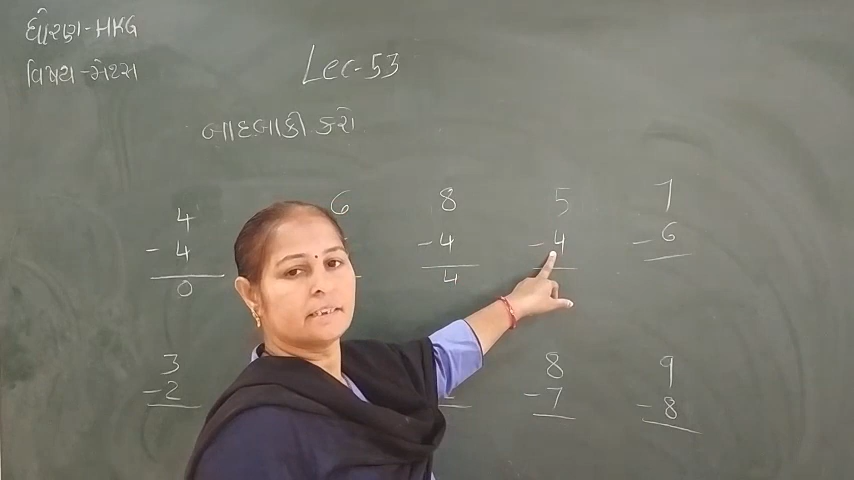 ધોરણ-HKG
વિષય-મેટસ
Lec-53
બાદબાકી કરો
4 6 8 5 7
-4 -4 -4 -6
0 4
3 8 9
-2 -7 -8